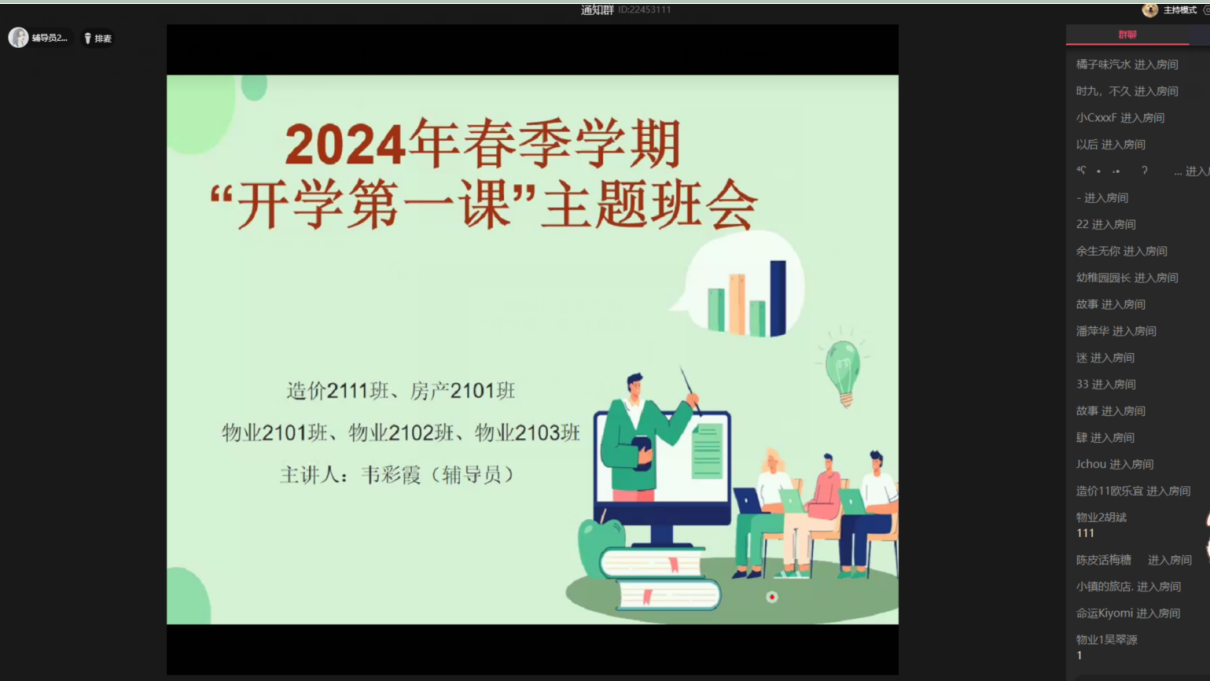 通知群 ID:22453111
主持模式
辅导员2...
排麦
群聊
2024年春季学期
“开学第一课”主题班会
造价2111班、房产2101班
物业2101班、物业2102班、物业2103班
主讲人：韦彩霞（辅导员）
橘子味汽水 进入房间
时九，不久 进入房间
小CxxxF 进入房间
以后 进入房间
... 进入
- 进入房间
22 进入房间
余生无你 进入房间
幼稚园园长 进入房间
故事 进入房间
潘萍华 进入房间
迷 进入房间
33 进入房间
故事 进入房间
肆 进入房间
Jchou 进入房间
造价11欧乐宜 进入房间
物业2胡斌
111
陈皮话梅糖 进入房间
小镇的旅店. 进入房间
命运Kiyomi 进入房间
物业1吴翠源
1